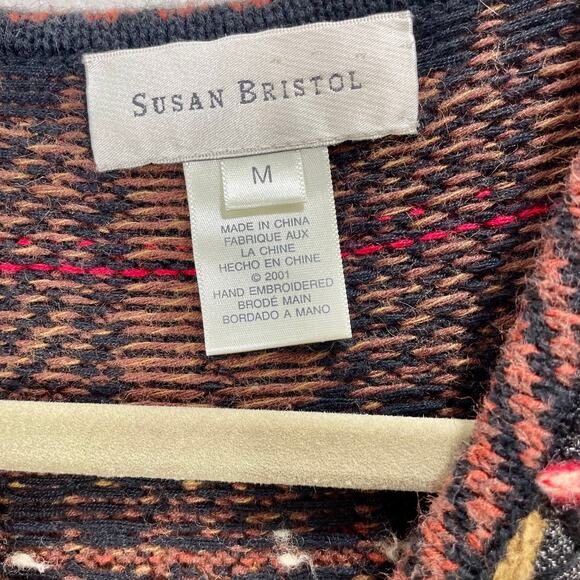 SUSAN BRISTOL
M
MADE IN CHINA
FABRIQUE AUX
LA CHINE
HECHO EN CHINE
© 2001
HAND EMBROIDERED
BRODÉ MAIN
BORDADO A MANO